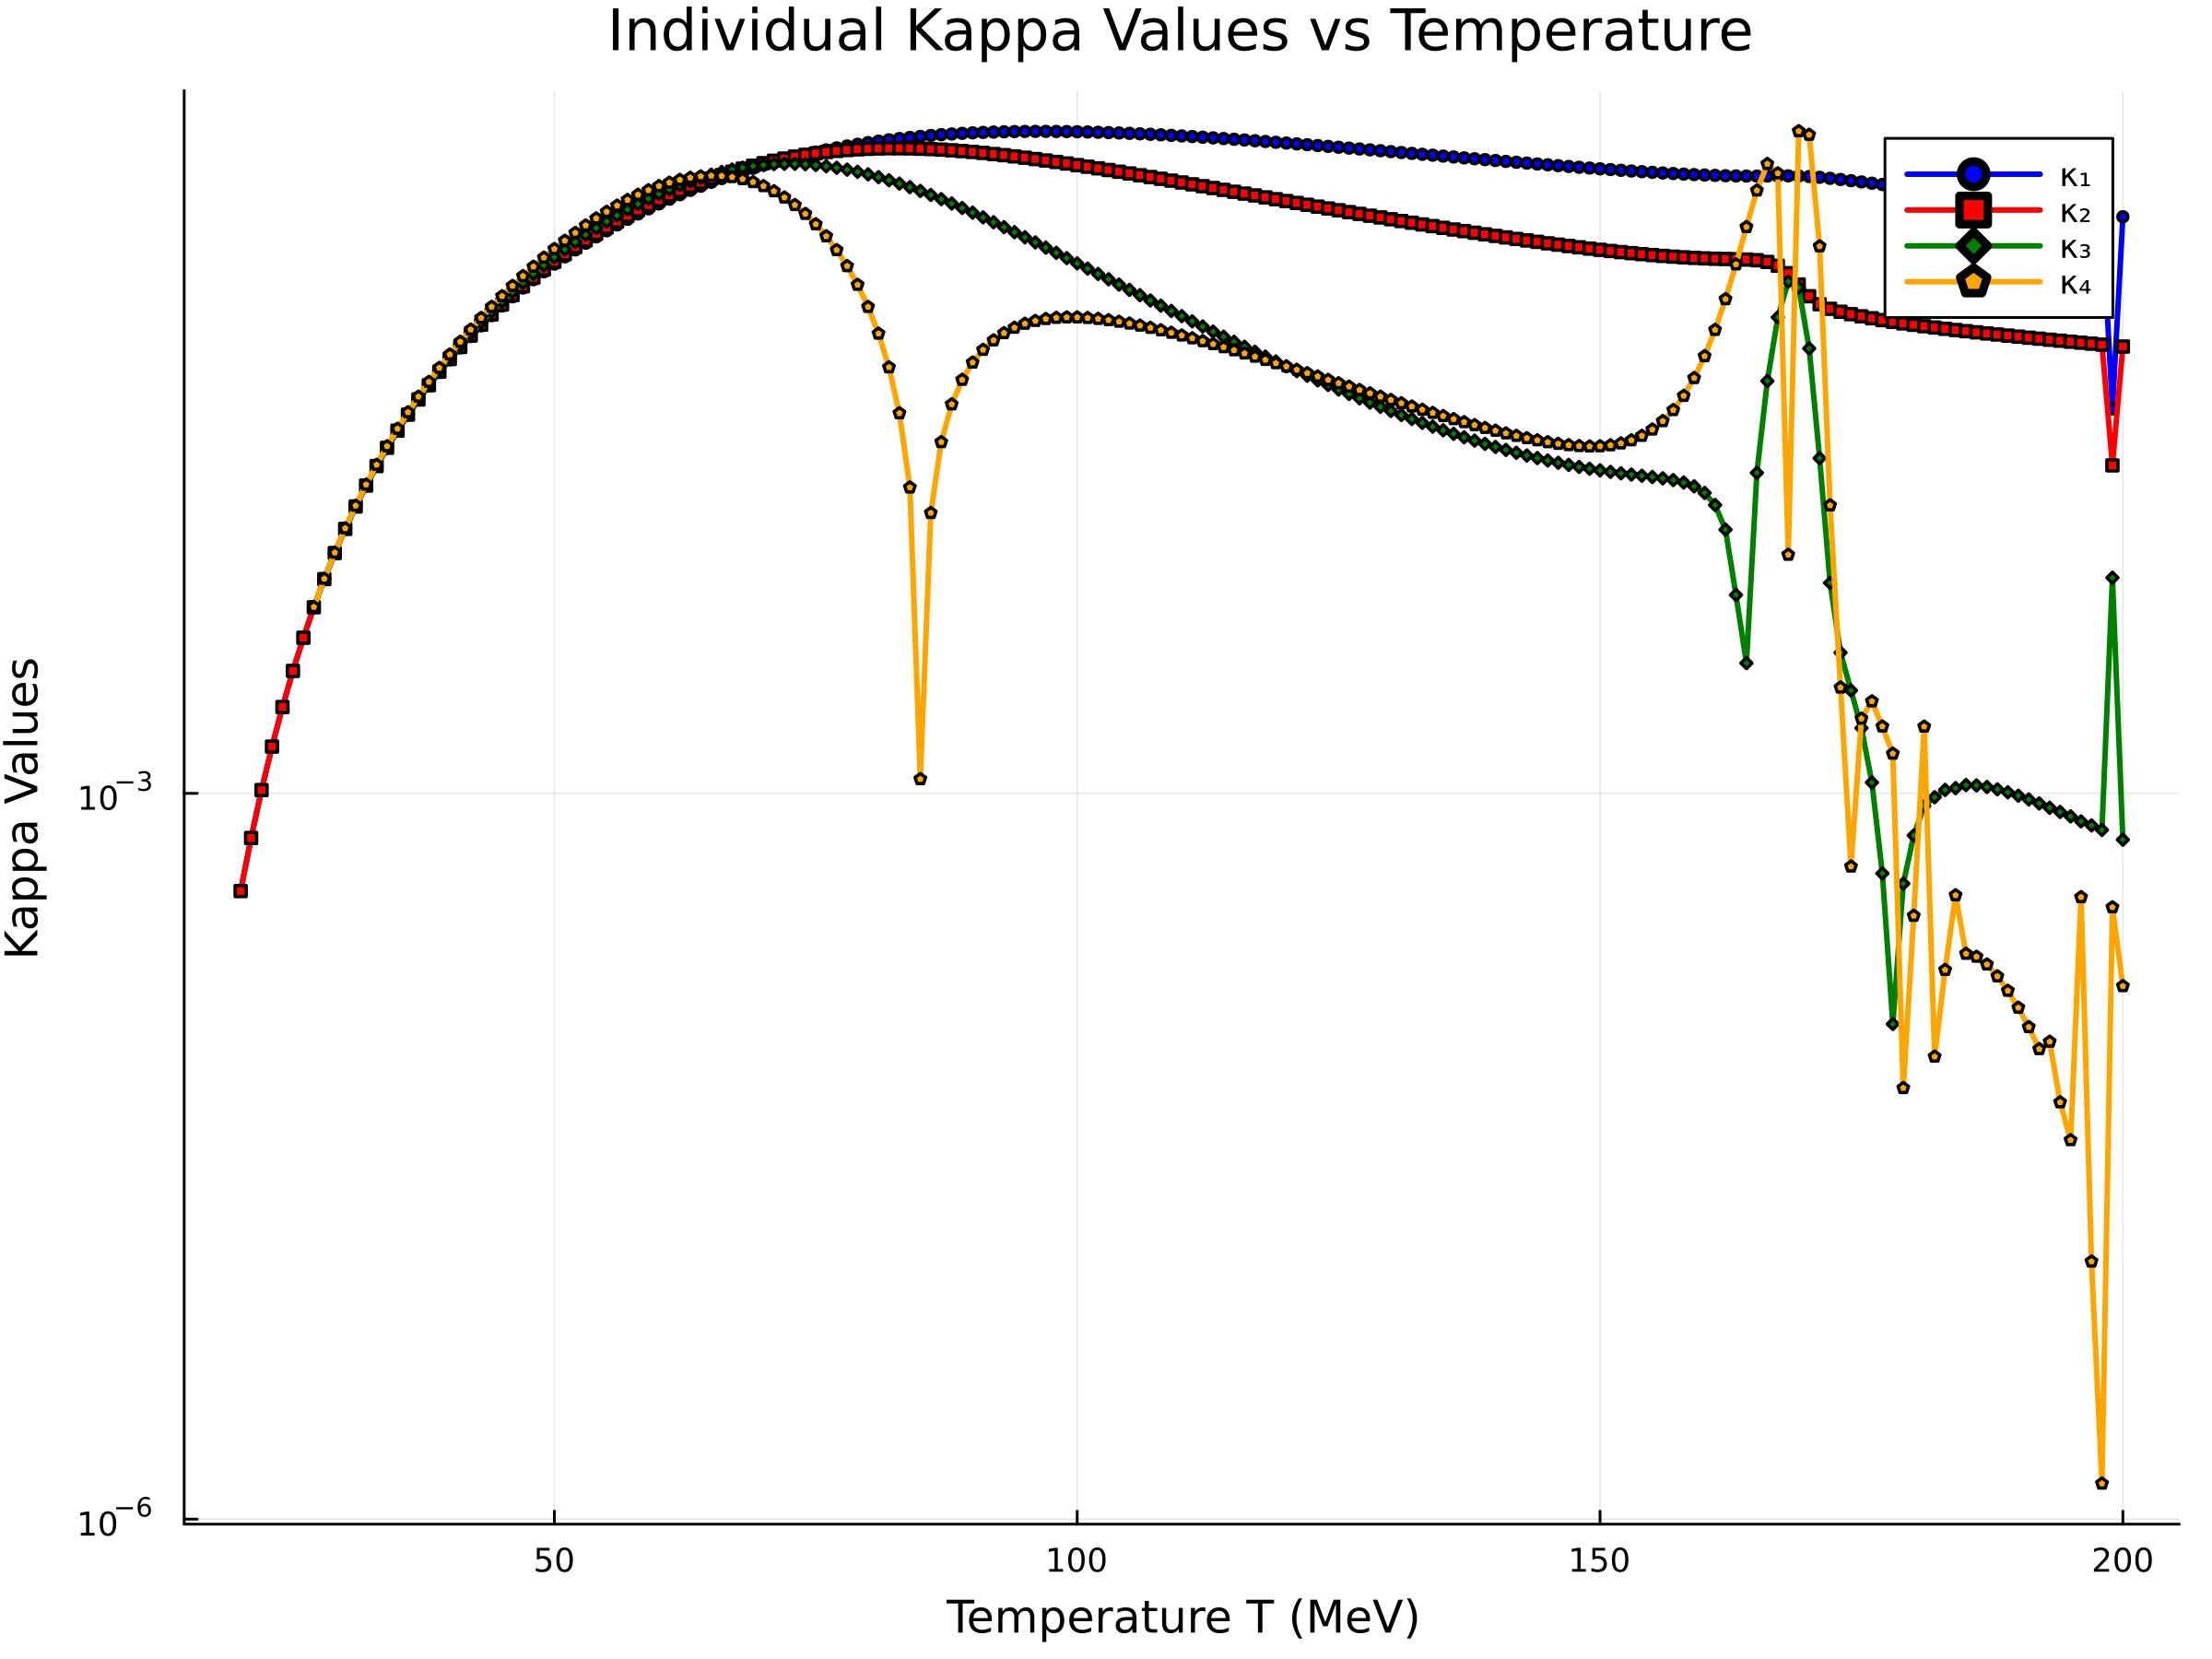 Individual Kappa Values vs Temperature
κ₁
κ₂
κ₃
κ₄
Kappa Values
10⁻³
10⁻⁶
50 100 150 200
Temperature T (MeV)